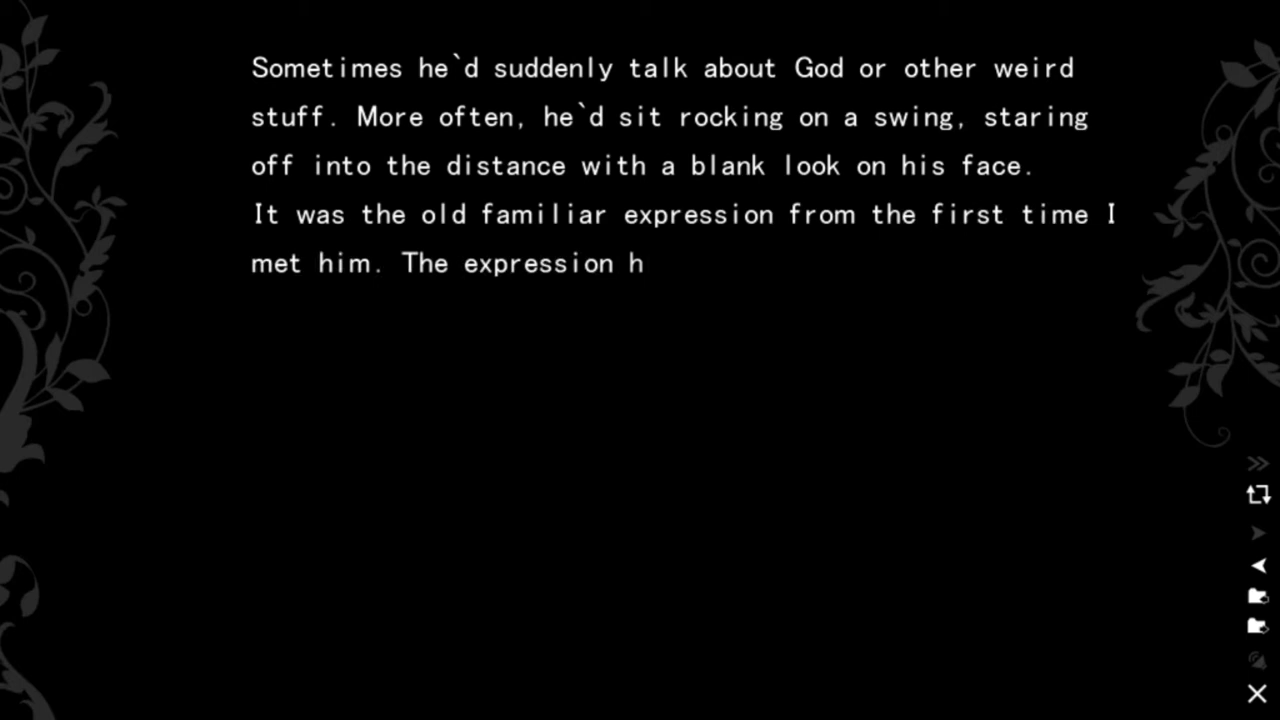 Sometimes he`d suddenly talk about God or other weird
stuff. More often, he`d sit rocking on a swing, staring
off into the distance with a blank look on his face.
It was the old familiar expression from the first time I
met him. The expression h